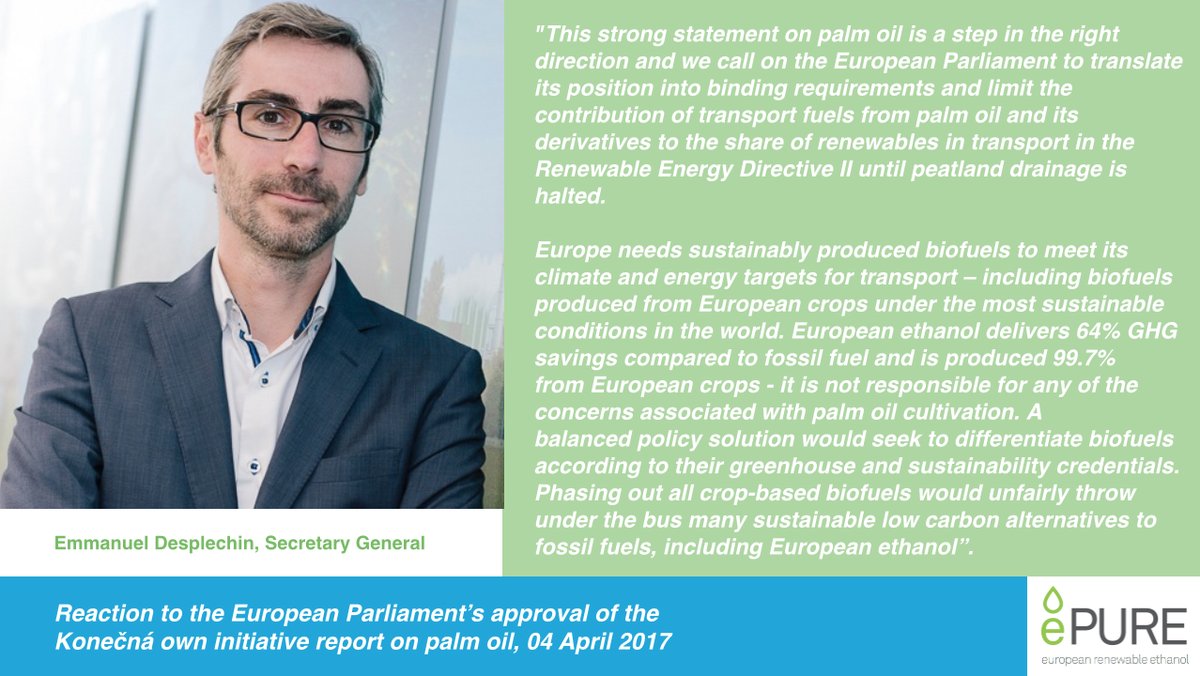 "This strong statement on palm oil is a step in the right
direction and we call on the European Parliament to translate
its position into binding requirements and limit the
contribution of transport fuels from palm oil and its
derivatives to the share of renewables in transport in the
Renewable Energy Directive II until peatland drainage is
halted.
Europe needs sustainably produced biofuels to meet its
climate and energy targets for transport – including biofuels
produced from European crops under the most sustainable
conditions in the world. European ethanol delivers 64% GHG
savings compared to fossil fuel and is produced 99.7%
from European crops - it is not responsible for any of the
concerns associated with palm oil cultivation. A
balanced policy solution would seek to differentiate biofuels
according to their greenhouse and sustainability credentials.
Phasing out all crop-based biofuels would unfairly throw
under the bus many sustainable low carbon alternatives to
fossil fuels, including European ethanol”.
Emmanuel Desplechin, Secretary General
Reaction to the European Parliament’s approval of the
Konečná own initiative report on palm oil, 04 April 2017
ePURE
european renewable ethanol